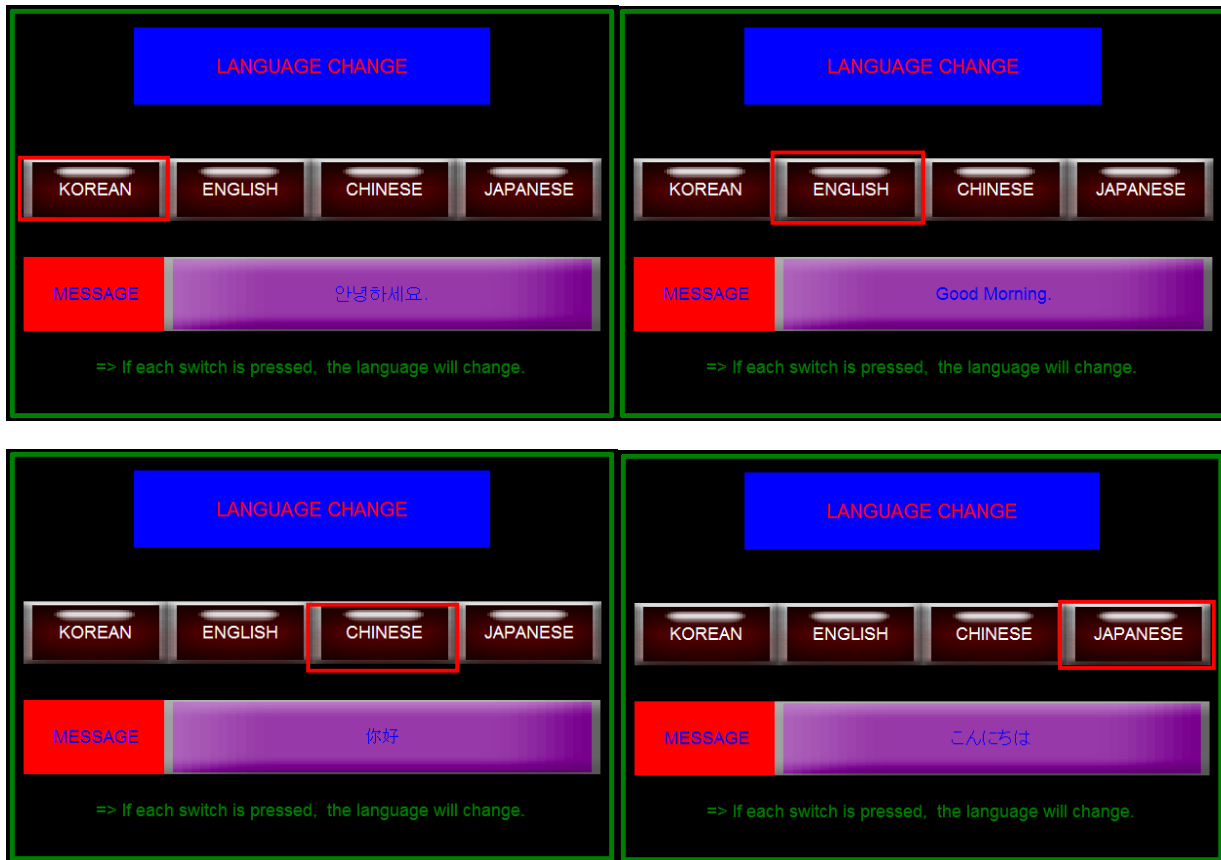 LANGUAGE CHANGE
KOREAN ENGLISH CHINESE JAPANESE
MESSAGE 안녕하세요.
=> If each switch is pressed, the language will change.
LANGUAGE CHANGE
KOREAN ENGLISH CHINESE JAPANESE
MESSAGE Good Morning.
=> If each switch is pressed, the language will change.
LANGUAGE CHANGE
KOREAN ENGLISH CHINESE JAPANESE
MESSAGE 你好
=> If each switch is pressed, the language will change.
LANGUAGE CHANGE
KOREAN ENGLISH CHINESE JAPANESE
MESSAGE こんにちは
=> If each switch is pressed, the language will change.